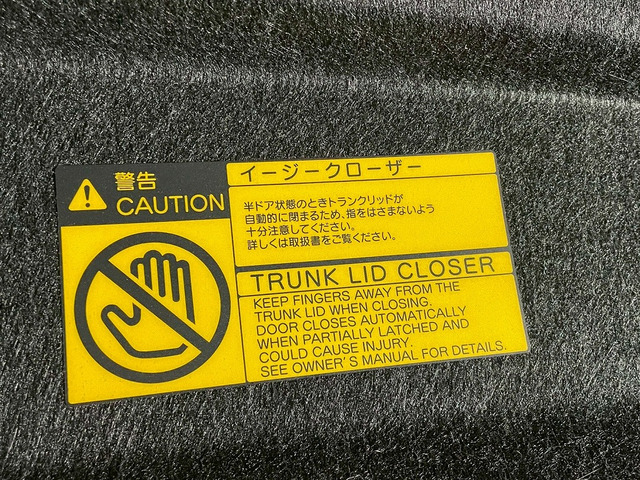 警告
CAUTION
イージークローザー
半ドア状態のときトランクリッドが
自動的に閉まるため、指をはさまないよう
十分注意してください。
詳しくは取扱書をご覧ください。
TRUNK LID CLOSER
KEEP FINGERS AWAY FROM THE
TRUNK LID WHEN CLOSING.
DOOR CLOSES AUTOMATICALLY
WHEN PARTIALLY LATCHED AND
COULD CAUSE INJURY.
SEE OWNER'S MANUAL FOR DETAILS.